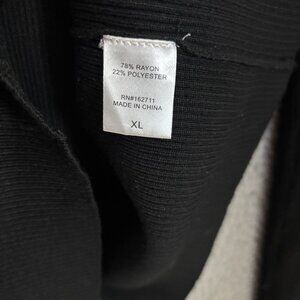 78% RAYON
22% POLYESTER
RN#162711
MADE IN CHINA
XL